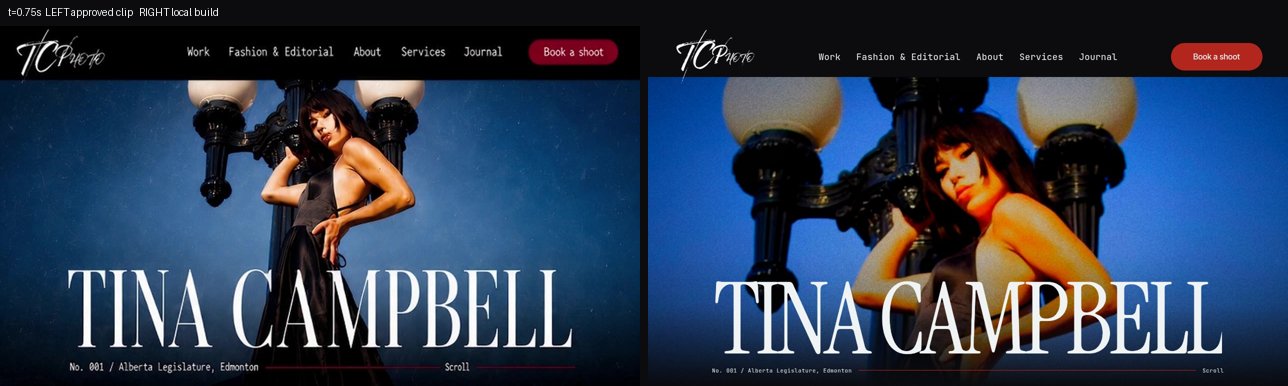 t=0.75s LEFT approved clip RIGHT local build
TCPHOTO Work Fashion & Editorial About Services Journal Book a shoot
TINA CAMPBELL
No. 001 / Alberta Legislature, Edmonton Scroll
TCPHOTO Work Fashion & Editorial About Services Journal Book a shoot
TINA CAMPBELL
No. 001 / Alberta Legislature, Edmonton Scroll